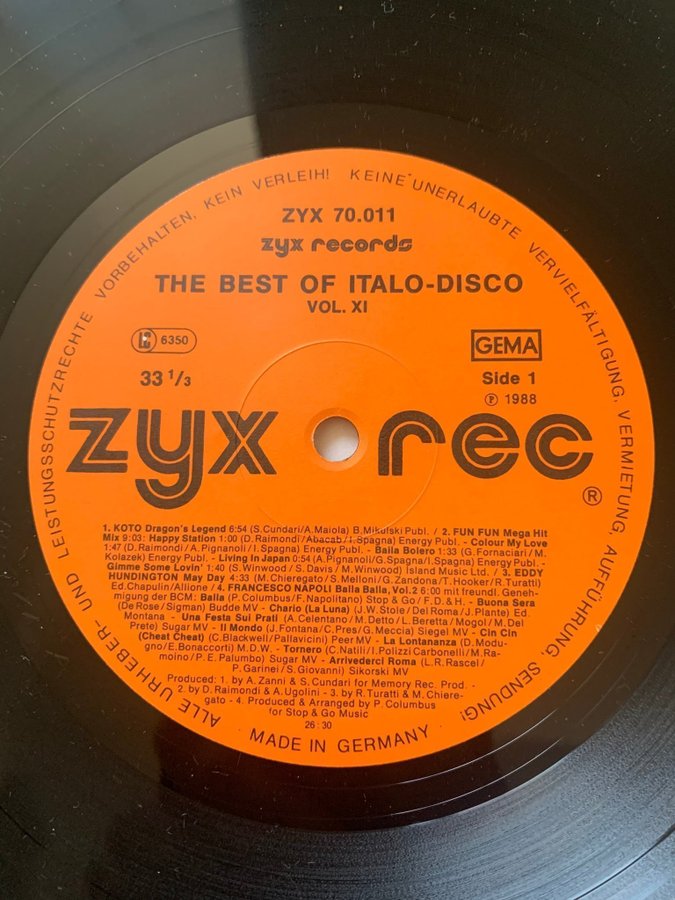 ALLE URHEBER- UND LEISTUNGSSCHUTZRECHTE VORBEHALTEN, KEIN VERLEIH! KEINE UNERLAUBTE VERVIELFÄLTIGUNG, VERMIETUNG, AUFFÜHRUNG, SENDUNG!
ZYX 70.011
zyx records
THE BEST OF ITALO-DISCO
VOL. XI
LC 6350
GEMA
33 1/3
Side 1
℗ 1988
zyx rec
®
1. KOTO Dragon's Legend 6:54 (S. Cundari/A. Maiola) B. Mikulski Publ. / 2. FUN FUN Mega Hit
Mix 9:03: Happy Station 1:00 (D. Raimondi/Abacab/I. Spagna) Energy Publ. - Colour My Love
1:47 (D. Raimondi/A. Pignanoli/I. Spagna) Energy Publ. - Baila Bolero 1:33 (G. Fornaciari/M.
Kolazek) Energy Publ. - Living In Japan 0:54 (A.Pignanoli/G.Spagna/I. Spagna) Energy Publ. -
Gimme Some Lovin' 1:40 (S. Winwood / S. Davis / M. Winwood) Island Music Ltd. / 3. EDDY
HUNDINGTON May Day 4:33 (M. Chieregato/S. Melloni/G. Zandona/T. Hooker/R. Turatti)
Ed.Chapulin/Allione / 4. FRANCESCO NAPOLI Balla Balla, Vol. 2 6:00 mit freundl. Geneh-
migung der BCM: Balla (P. Columbus/F. Napolitano) Stop & Go / F.D.& H. - Buona Sera
(De Rose/Sigman) Budde MV - Chario (La Luna) (J.W. Stole/Del Roma/J. Plante) Ed.
Montana - Una Festa Sui Prati (A. Celentano/M. Detto/L. Beretta/Mogol/M. Del
Prete) Sugar MV - Il Mondo (J. Fontana/C. Pres/G. Meccia) Siegel MV - Cin Cin
(Cheat Cheat) (C. Blackwell/Pallavicini) Peer MV - La Lontananza (D. Modu-
gno/E.Bonaccorti) M.D.W. - Tornero (C. Natili/I. Polizzi Carbonelli/M. Ra-
moino/P. E. Palumbo) Sugar MV - Arrivederci Roma (L.R. Rascel/
P. Garinei/S. Giovanni) Sikorski MV
Produced: 1. by A. Zanni & S. Cundari for Memory Rec. Prod. -
2. by D. Raimondi & A. Ugolini - 3. by R. Turatti & M. Chiere-
gato - 4. Produced & Arranged by P. Columbus
for Stop & Go Music
26:30
MADE IN GERMANY